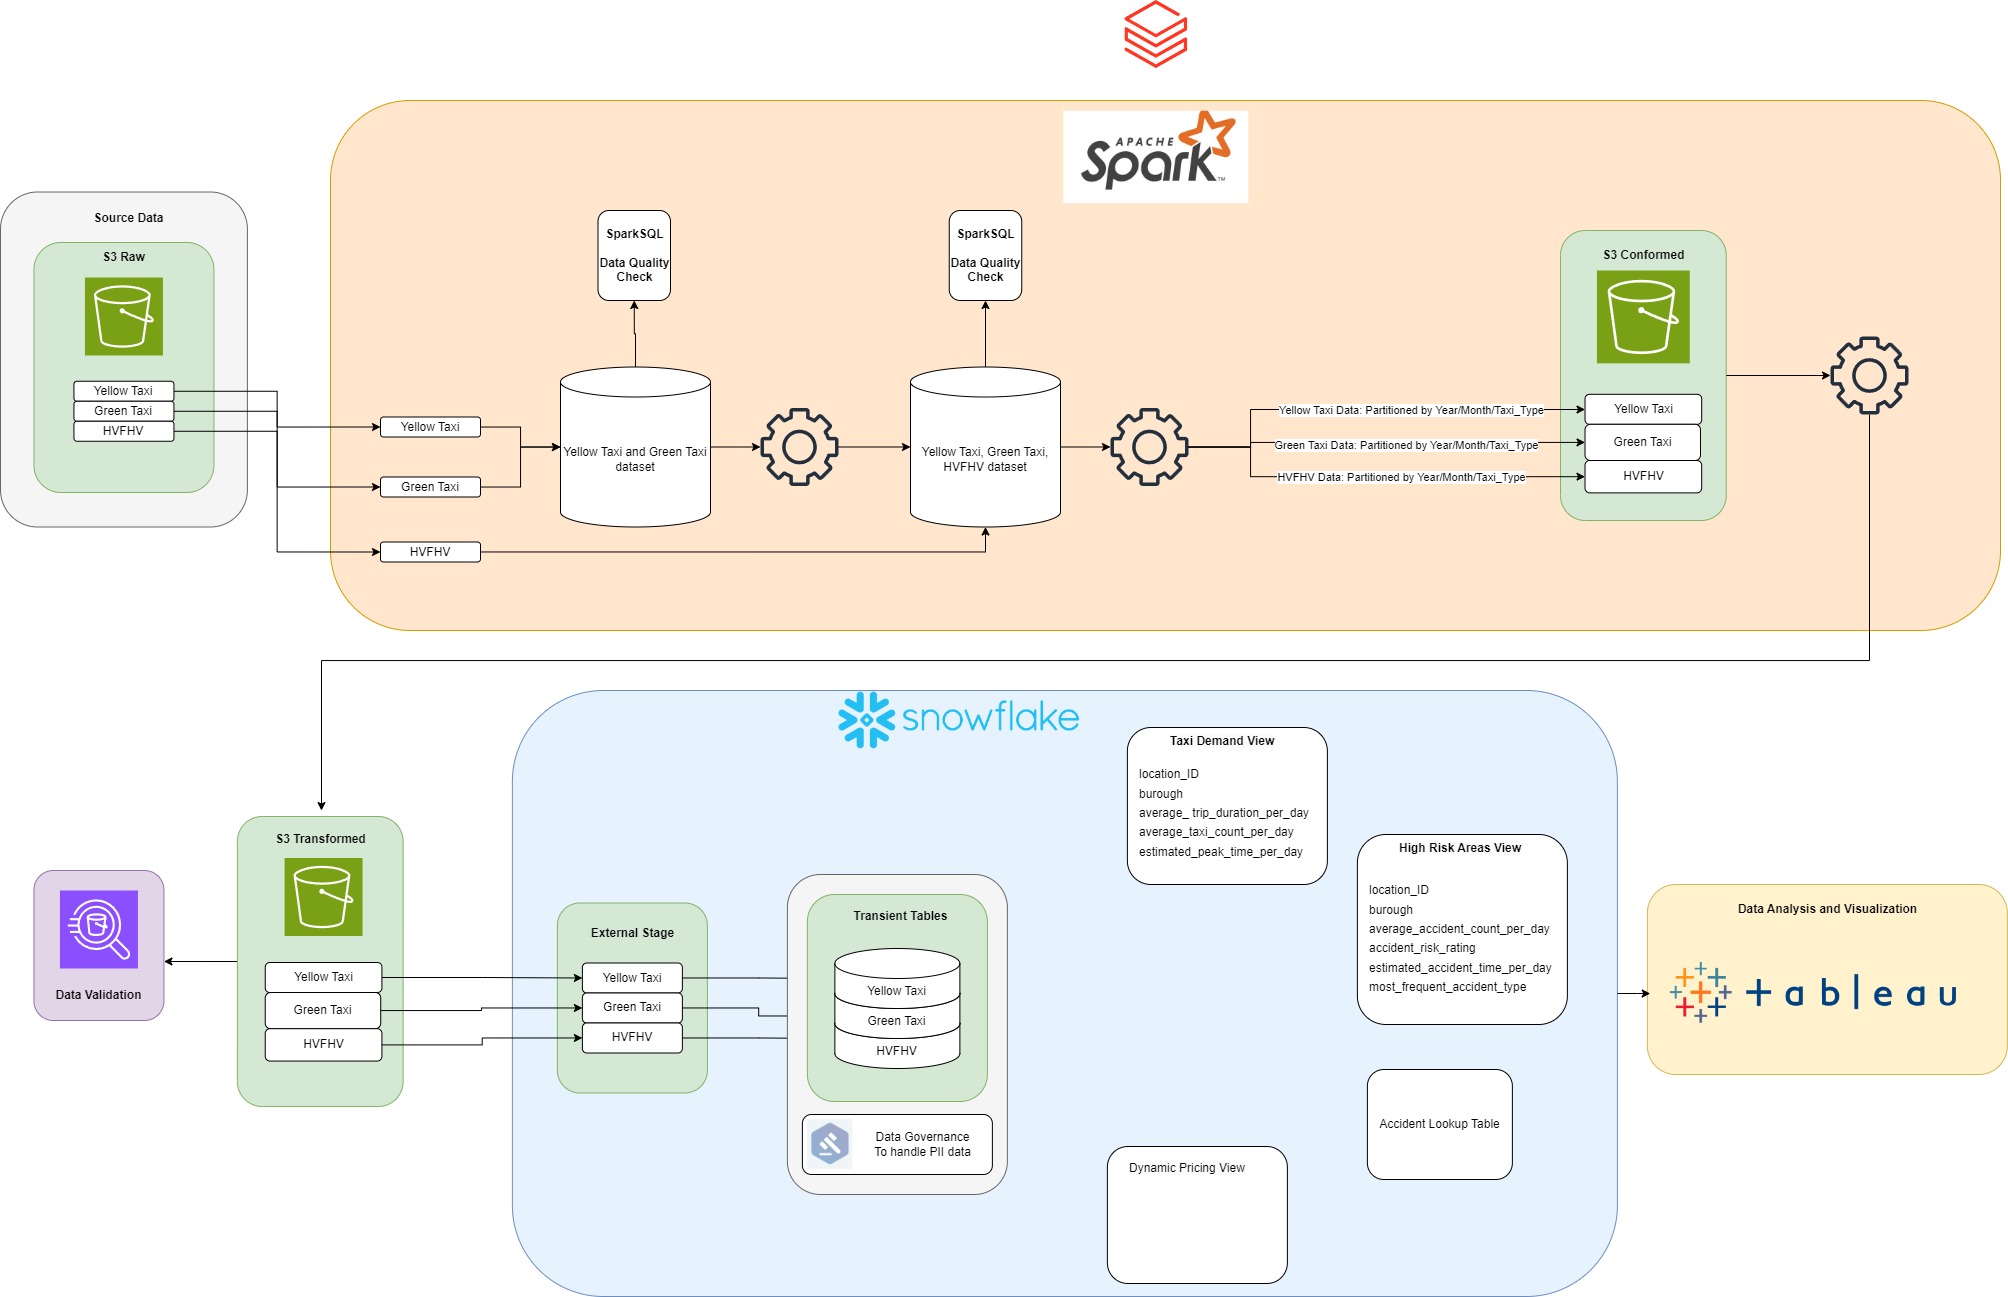 APACHE
Spark™
Source Data
S3 Raw
Yellow Taxi
Green Taxi
HVFHV
SparkSQL
Data Quality
Check
SparkSQL
Data Quality
Check
Yellow Taxi
Green Taxi
HVFHV
Yellow Taxi and Green Taxi
dataset
Yellow Taxi, Green Taxi,
HVFHV dataset
Yellow Taxi Data: Partitioned by Year/Month/Taxi_Type
Green Taxi Data: Partitioned by Year/Month/Taxi_Type
HVFHV Data: Partitioned by Year/Month/Taxi_Type
S3 Conformed
Yellow Taxi
Green Taxi
HVFHV
snowflake
Data Validation
S3 Transformed
Yellow Taxi
Green Taxi
HVFHV
External Stage
Yellow Taxi
Green Taxi
HVFHV
Transient Tables
Yellow Taxi
Green Taxi
HVFHV
Data Governance
To handle PII data
Taxi Demand View
location_ID
burough
average_ trip_duration_per_day
average_taxi_count_per_day
estimated_peak_time_per_day
High Risk Areas View
location_ID
burough
average_accident_count_per_day
accident_risk_rating
estimated_accident_time_per_day
most_frequent_accident_type
Accident Lookup Table
Dynamic Pricing View
Data Analysis and Visualization
+ableau